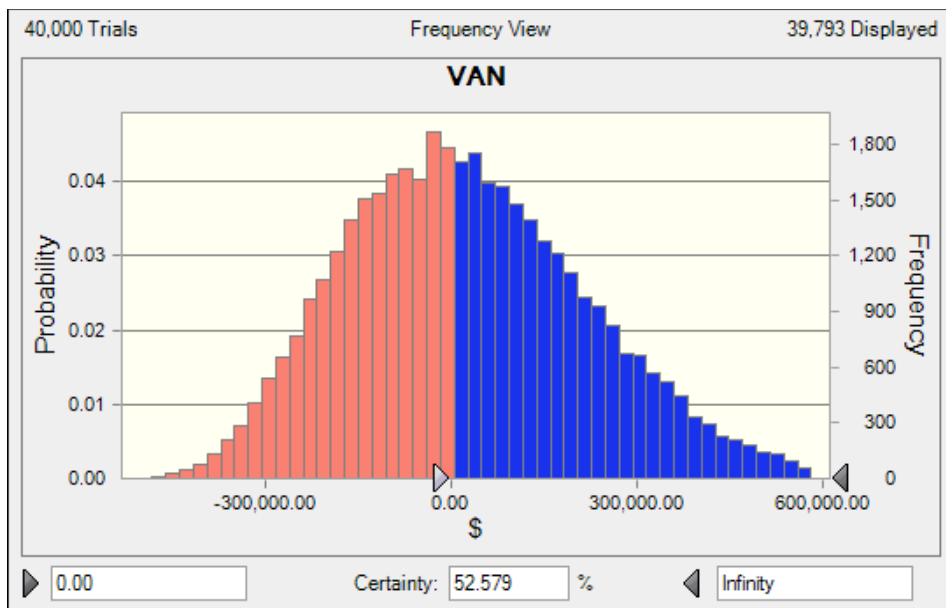 40,000 Trials Frequency View 39,793 Displayed
VAN
Probability
0.04
0.03
0.02
0.01
0.00
1,800
1,500
1,200
900
600
300
0
Frequency
-300,000.00 0.00 300,000.00 600,000.00
$
0.00 Certainty: 52.579 % Infinity